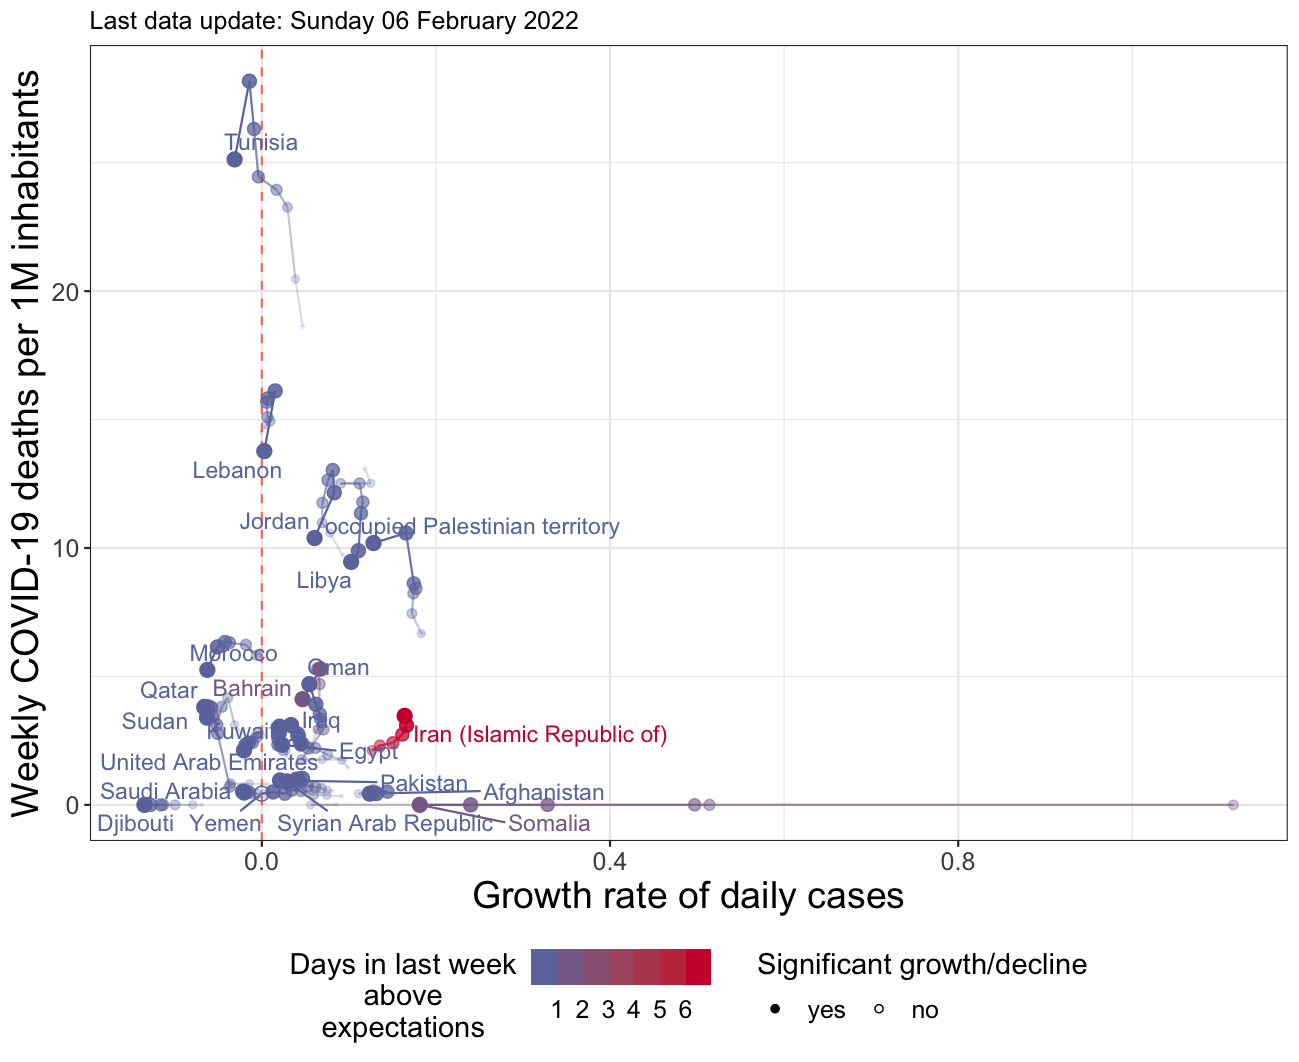 Last data update: Sunday 06 February 2022
Weekly COVID-19 deaths per 1M inhabitants
20
10
0
Tunisia
Lebanon
Jordan
occupied Palestinian territory
Libya
Morocco
Oman
Qatar
Bahrain
Sudan
Iraq
Kuwait
Iran (Islamic Republic of)
Egypt
United Arab Emirates
Pakistan
Saudi Arabia
Afghanistan
Djibouti
Yemen
Syrian Arab Republic
Somalia
0.0
0.4
0.8
Growth rate of daily cases
Days in last week
above
expectations
1 2 3 4 5 6
Significant growth/decline
yes
no